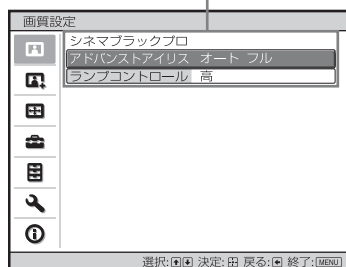 画質設定
シネマブラックプロ
アドバンストアイリス オート フル
ランプコントロール 高
選択: 決定: 戻る: 終了:MENU